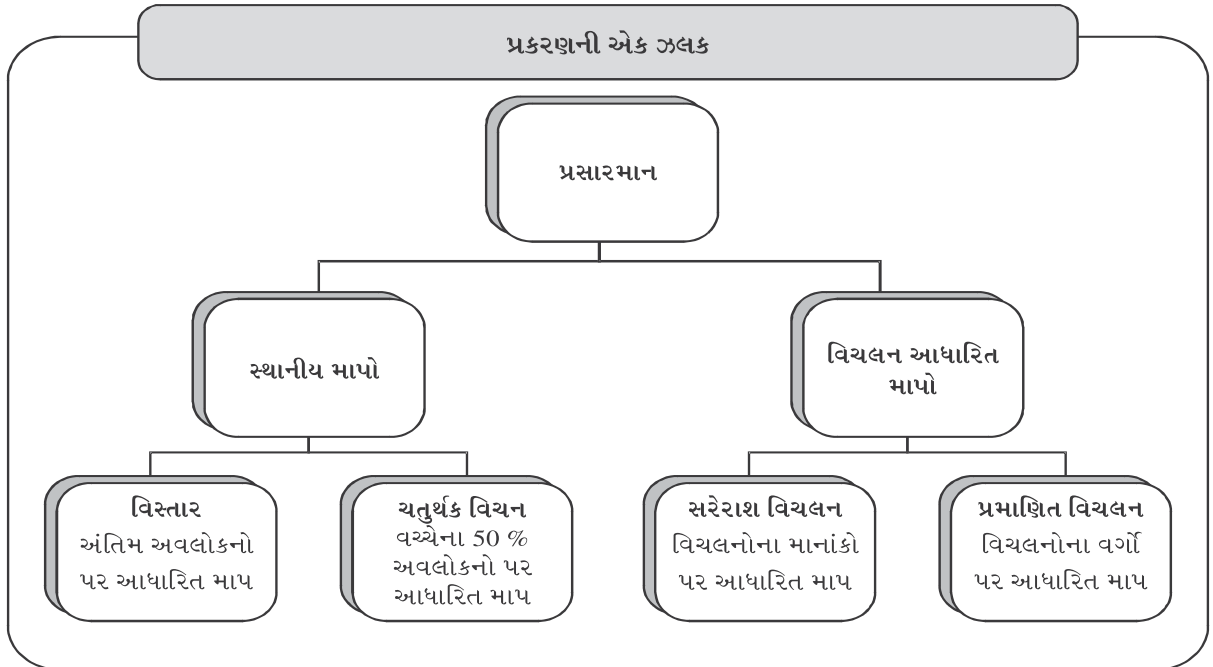 પ્રકરણની એક ઝલક
પ્રસારમાન
સ્થાનીય માપો
વિચલન આધારિત
માપો
વિસ્તાર
અંતિમ અવલોકનો
પર આધારિત માપ
ચતુર્થક વિચન
વચ્ચેના 50 %
અવલોકનો પર
આધારિત માપ
સરેરાશ વિચલન
વિચલનોના માનાંકો
પર આધારિત માપ
પ્રમાણિત વિચલન
વિચલનોના વર્ગો
પર આધારિત માપ